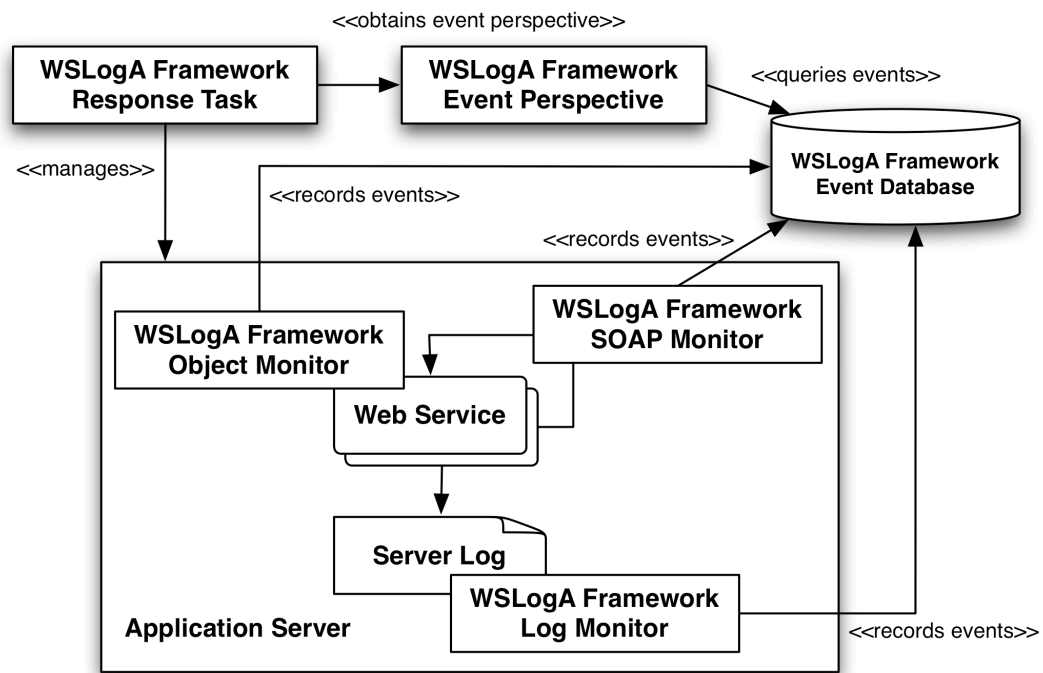 <<obtains event perspective>>
WSLogA Framework
Response Task
WSLogA Framework
Event Perspective
<<queries events>>
WSLogA Framework
Event Database
<<manages>>
<<records events>>
<<records events>>
WSLogA Framework
SOAP Monitor
WSLogA Framework
Object Monitor
Web Service
Server Log
WSLogA Framework
Log Monitor
Application Server
<<records events>>